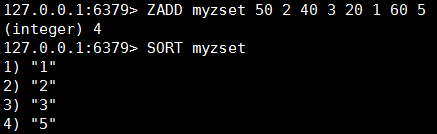 127.0.0.1:6379> ZADD myzset 50 2 40 3 20 1 60 5
(integer) 4
127.0.0.1:6379> SORT myzset
1) "1"
2) "2"
3) "3"
4) "5"